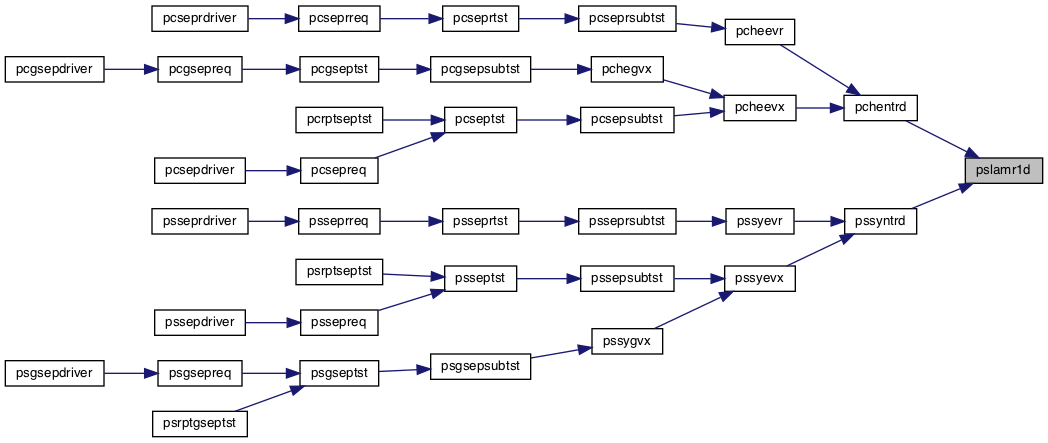 pcseprdriver pcseprreq pcseprtst pcseprsubtst pcheevr
pcgsepdriver pcgsepreq pcgseptst pcgsepsubtst pchegvx
pcrptseptst pcseptst pcsepsubtst pcheevx pchentrd
pcsepdriver pcsepreq pslamr1d
psseprdriver psseprreq psseprtst psseprsubtst pssyevr pssyntrd
psrptseptst psseptst pssepsubtst pssyevx
pssepdriver pssepreq pssygvx
psgsepdriver psgsepreq psgseptst psgsepsubtst
psrptgseptst